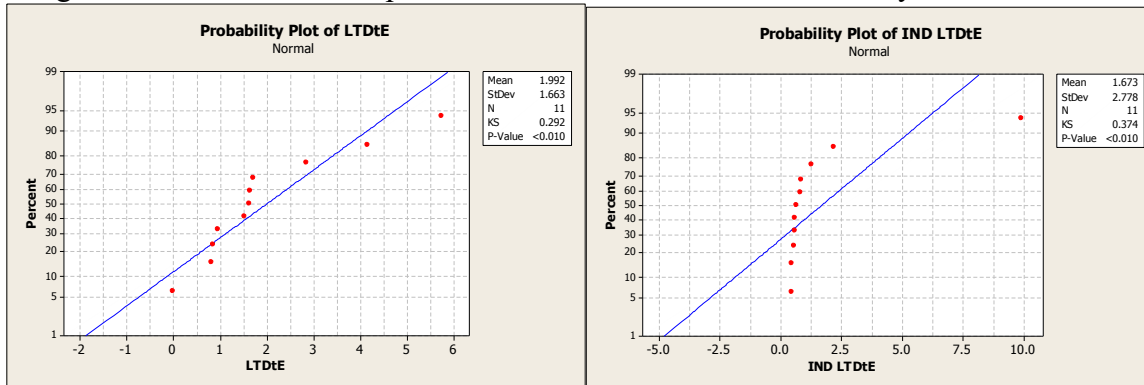 Probability Plot of LTDtE
Normal
Mean 1.992
StDev 1.663
N 11
KS 0.292
P-Value <0.010
99
95
90
80
70
60
50
40
30
20
10
5
1
Percent
-2 -1 0 1 2 3 4 5 6
LTDtE
Probability Plot of IND LTDtE
Normal
Mean 1.673
StDev 2.778
N 11
KS 0.374
P-Value <0.010
99
95
90
80
70
60
50
40
30
20
10
5
1
Percent
-5.0 -2.5 0.0 2.5 5.0 7.5 10.0
IND LTDtE